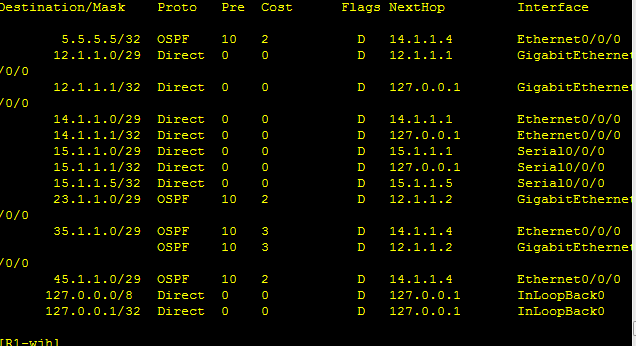 Destination/Mask Proto Pre Cost Flags NextHop Interface
5.5.5.5/32 OSPF 10 2 D 14.1.1.4 Ethernet0/0/0
12.1.1.0/29 Direct 0 0 D 12.1.1.1 GigabitEthernet
/0/0
12.1.1.1/32 Direct 0 0 D 127.0.0.1 GigabitEthernet
/0/0
14.1.1.0/29 Direct 0 0 D 14.1.1.1 Ethernet0/0/0
14.1.1.1/32 Direct 0 0 D 127.0.0.1 Ethernet0/0/0
15.1.1.0/29 Direct 0 0 D 15.1.1.1 Serial0/0/0
15.1.1.1/32 Direct 0 0 D 127.0.0.1 Serial0/0/0
15.1.1.5/32 Direct 0 0 D 15.1.1.5 Serial0/0/0
23.1.1.0/29 OSPF 10 2 D 12.1.1.2 GigabitEthernet
/0/0
35.1.1.0/29 OSPF 10 3 D 14.1.1.4 Ethernet0/0/0
OSPF 10 3 D 12.1.1.2 GigabitEthernet
/0/0
45.1.1.0/29 OSPF 10 2 D 14.1.1.4 Ethernet0/0/0
127.0.0.0/8 Direct 0 0 D 127.0.0.1 InLoopBack0
127.0.0.1/32 Direct 0 0 D 127.0.0.1 InLoopBack0
[R1-wjh]